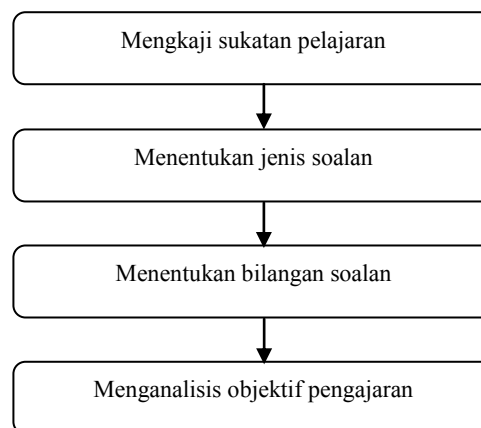 Mengkaji sukatan pelajaran
Menentukan jenis soalan
Menentukan bilangan soalan
Menganalisis objektif pengajaran